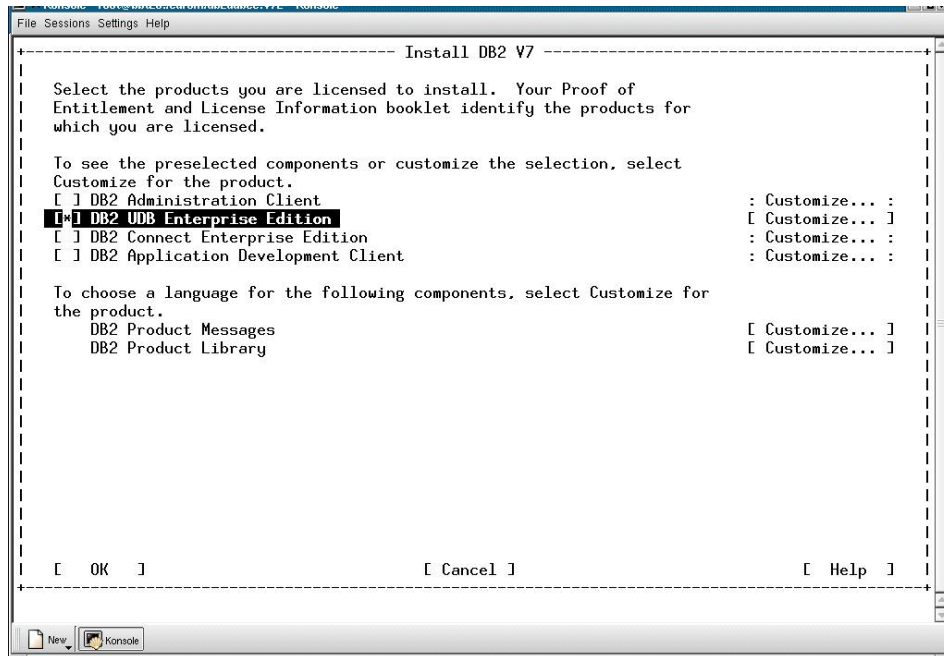 File Sessions Settings Help
Install DB2 V7
Select the products you are licensed to install. Your Proof of
Entitlement and License Information booklet identify the products for
which you are licensed.
To see the preselected components or customize the selection, select
Customize for the product.
[ ] DB2 Administration Client : Customize... :
[*] DB2 UDB Enterprise Edition [ Customize... ]
[ ] DB2 Connect Enterprise Edition : Customize... :
[ ] DB2 Application Development Client : Customize... :
To choose a language for the following components, select Customize for
the product.
DB2 Product Messages [ Customize... ]
DB2 Product Library [ Customize... ]
[ OK ] [ Cancel ] [ Help ]
New Konsole